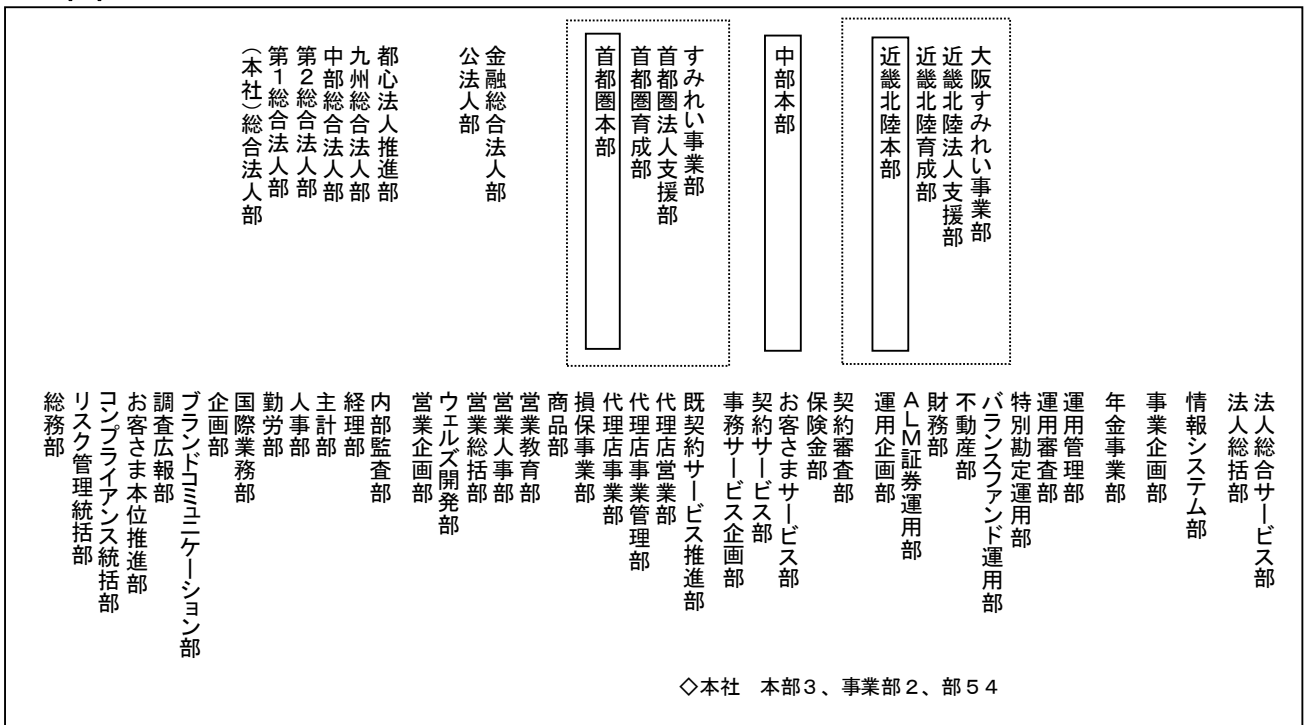 （本社）総合法人部
第１総合法人部
第２総合法人部
中部総合法人部
九州総合法人部
都心法人推進部
公法人部
金融総合法人部
首都圏本部
首都圏育成部
首都圏法人支援部
すみれい事業部
中部本部
近畿北陸本部
近畿北陸育成部
近畿北陸法人支援部
大阪すみれい事業部
総務部
リスク管理統括部
コンプライアンス統括部
お客さま本位推進部
調査広報部
ブランドコミュニケーション部
企画部
国際業務部
勤労部
人事部
主計部
経理部
内部監査部
営業企画部
ウェルズ開発部
営業総括部
営業人事部
営業教育部
商品部
損保事業部
代理店事業部
代理店事業管理部
代理店営業部
既契約サービス推進部
事務サービス企画部
契約サービス部
お客さまサービス部
保険金部
契約審査部
運用企画部
ＡＬＭ証券運用部
財務部
不動産部
バランスファンド運用部
特別勘定運用部
運用審査部
運用管理部
年金事業部
事業企画部
情報システム部
法人総括部
法人総合サービス部
◇本社　本部３、事業部２、部５４